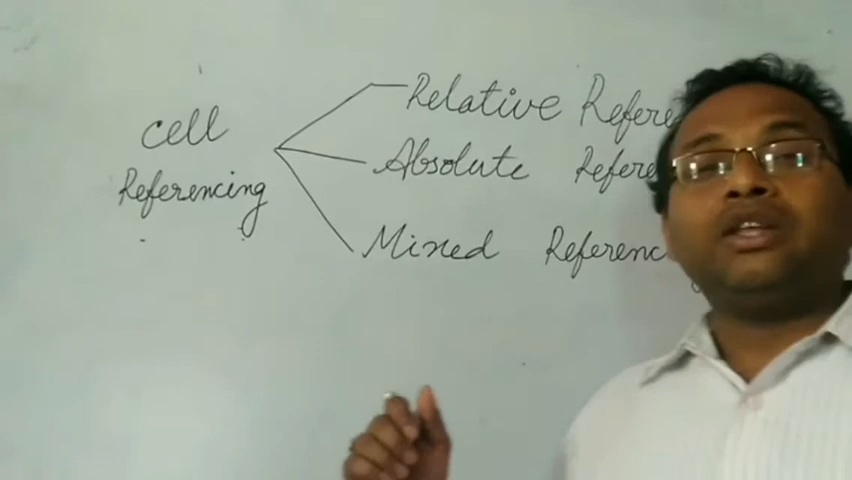 Relative Refere
cell
Absolute Refere
Referencing
Mixed Referenc